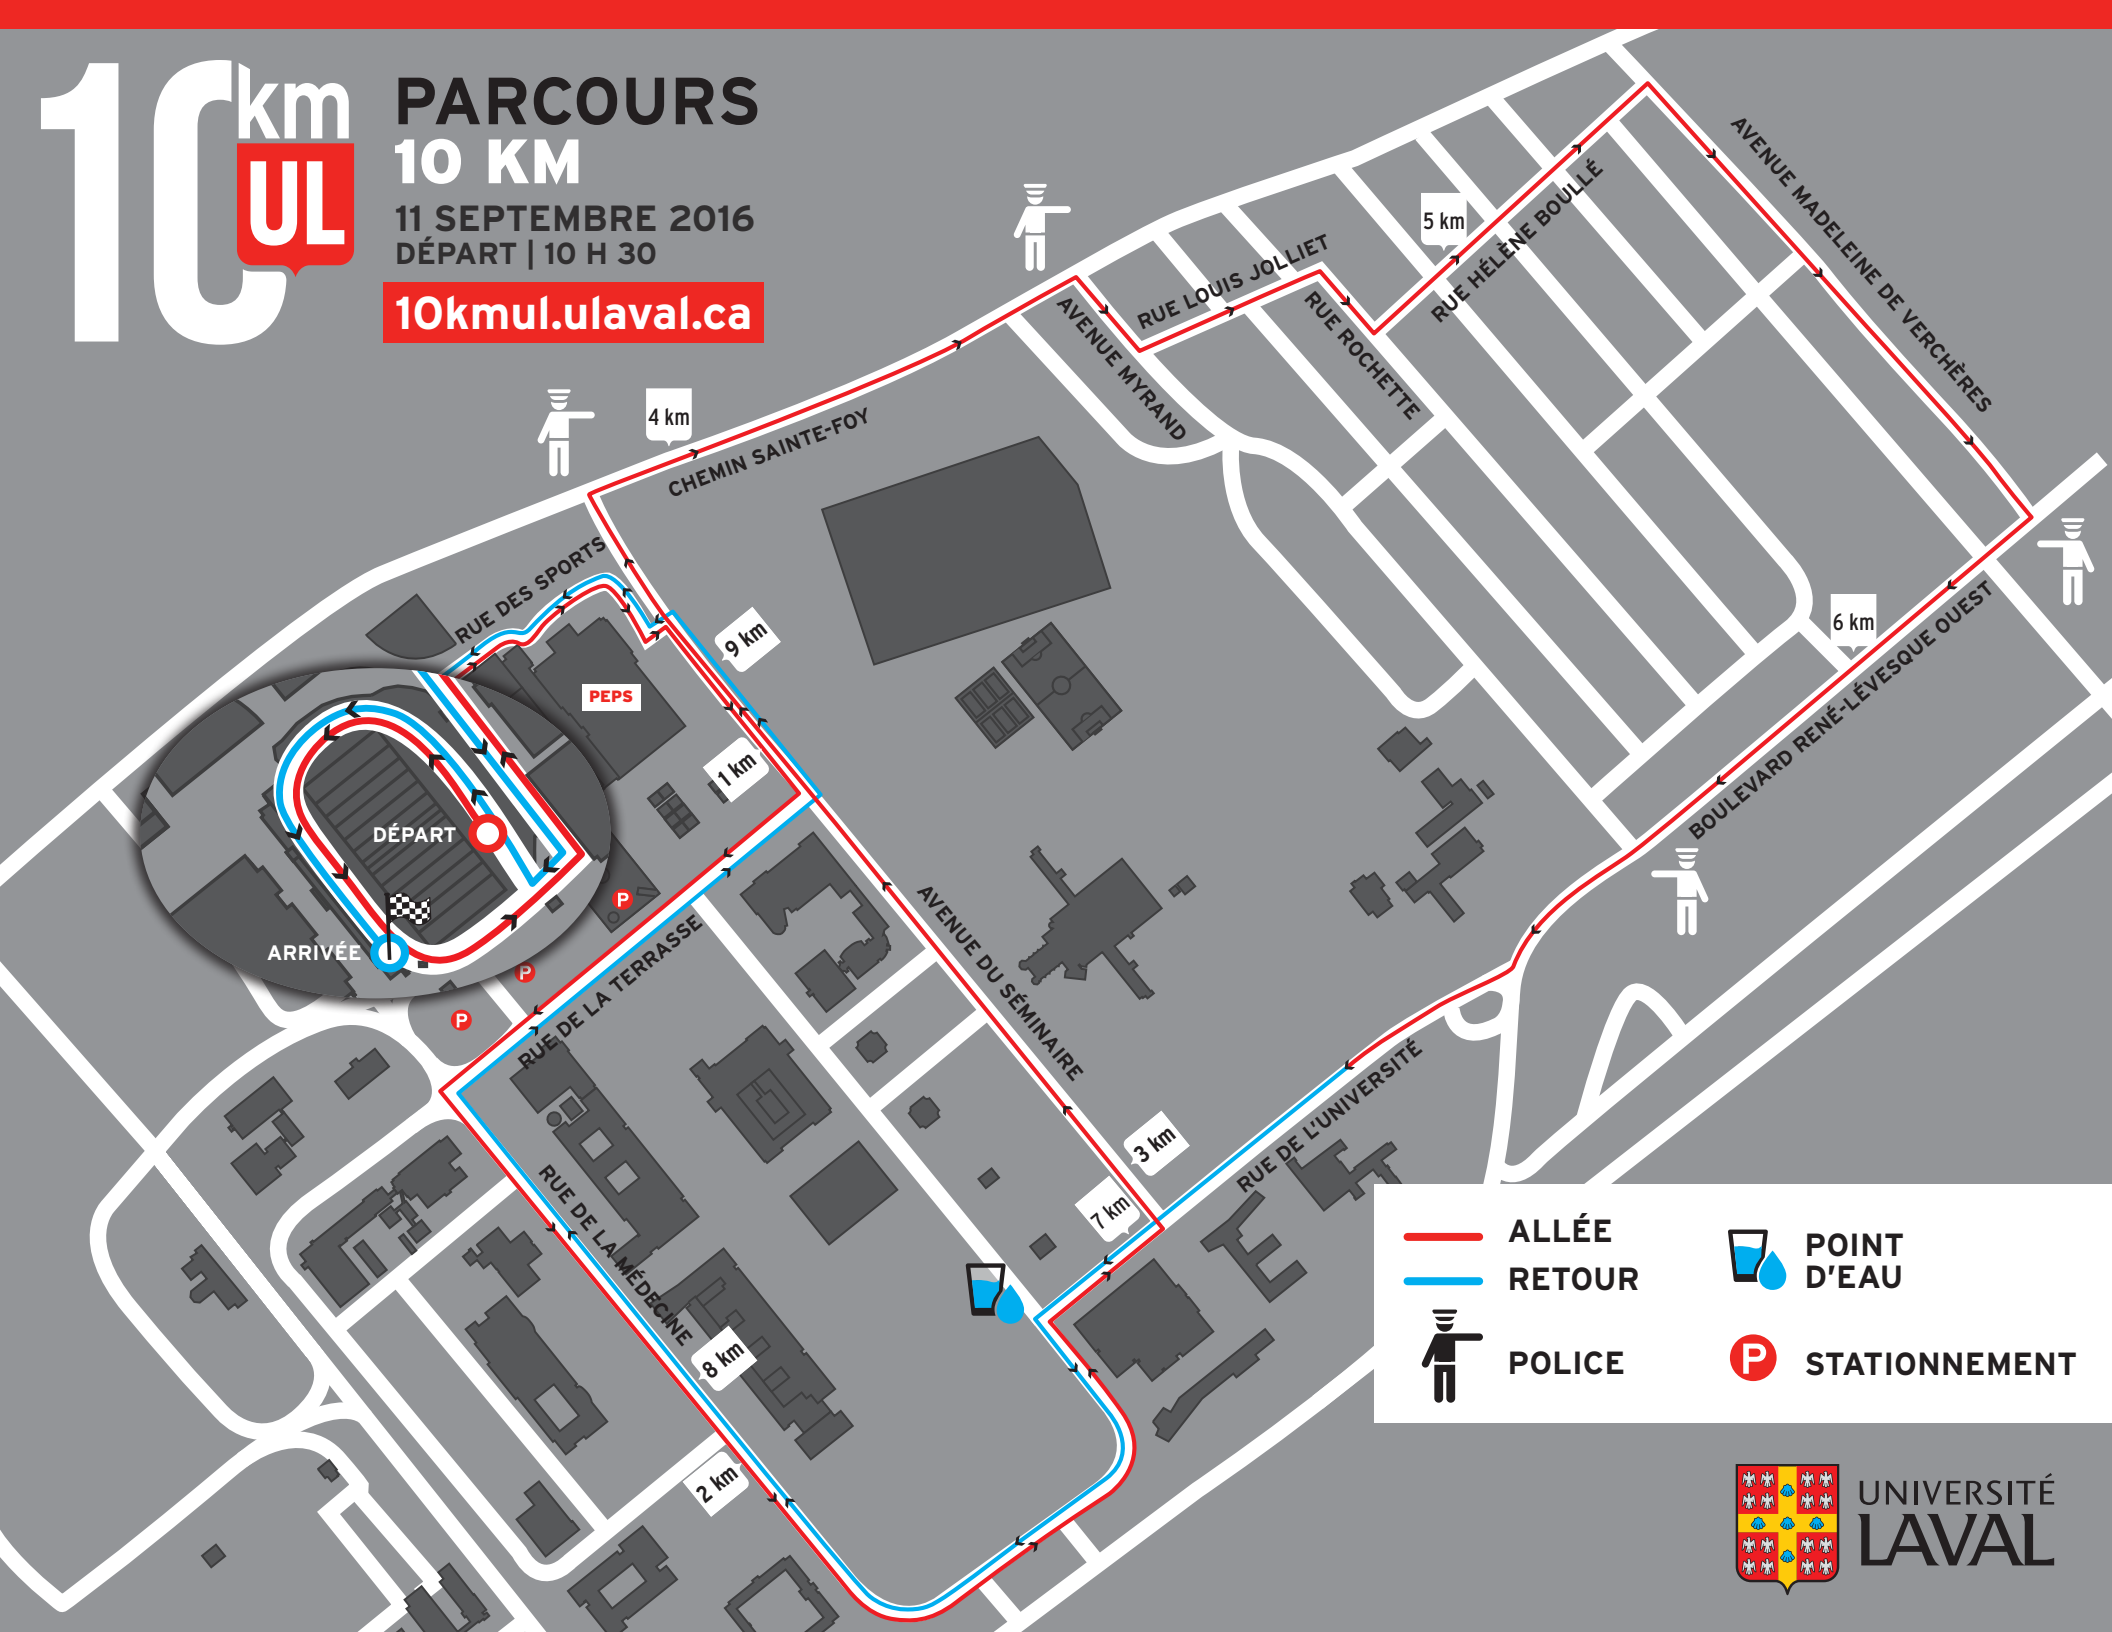 10 km
UL
PARCOURS
10 KM
11 SEPTEMBRE 2016
DÉPART | 10 H 30
10kmul.ulaval.ca
AVENUE MADELEINE DE VERCHÈRES
RUE HÉLÈNE BOULLÉ
5 km
RUE LOUIS JOLLIET
RUE ROCHETTE
AVENUE MYRAND
4 km
CHEMIN SAINTE-FOY
RUE DES SPORTS
9 km
6 km
BOULEVARD RENÉ-LÉVESQUE OUEST
PEPS
1 km
DÉPART
ARRIVÉE
P
P
P
RUE DE LA TERRASSE
AVENUE DU SÉMINAIRE
RUE DE L'UNIVERSITÉ
3 km
7 km
RUE DE LA MÉDECINE
8 km
2 km
ALLÉE
RETOUR
POLICE
POINT
D'EAU
P
STATIONNEMENT
UNIVERSITÉ
LAVAL